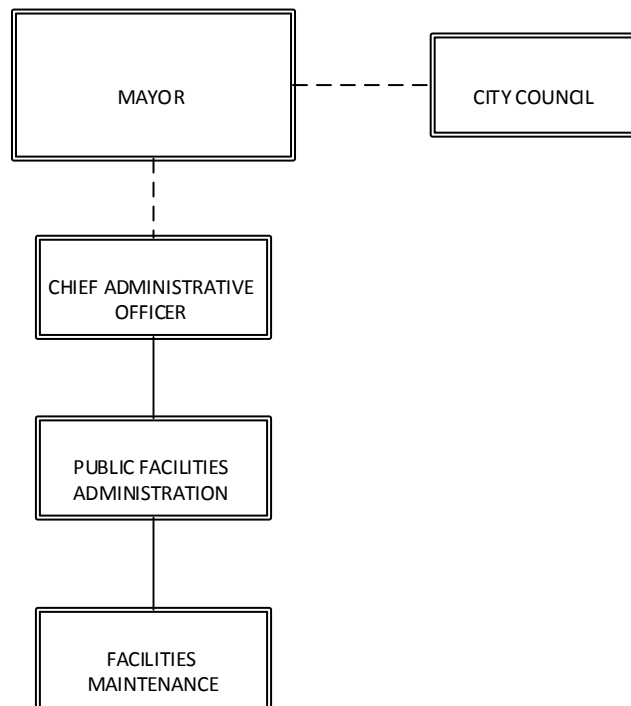 MAYOR
CITY COUNCIL
CHIEF ADMINISTRATIVE
OFFICER
PUBLIC FACILITIES
ADMINISTRATION
FACILITIES
MAINTENANCE